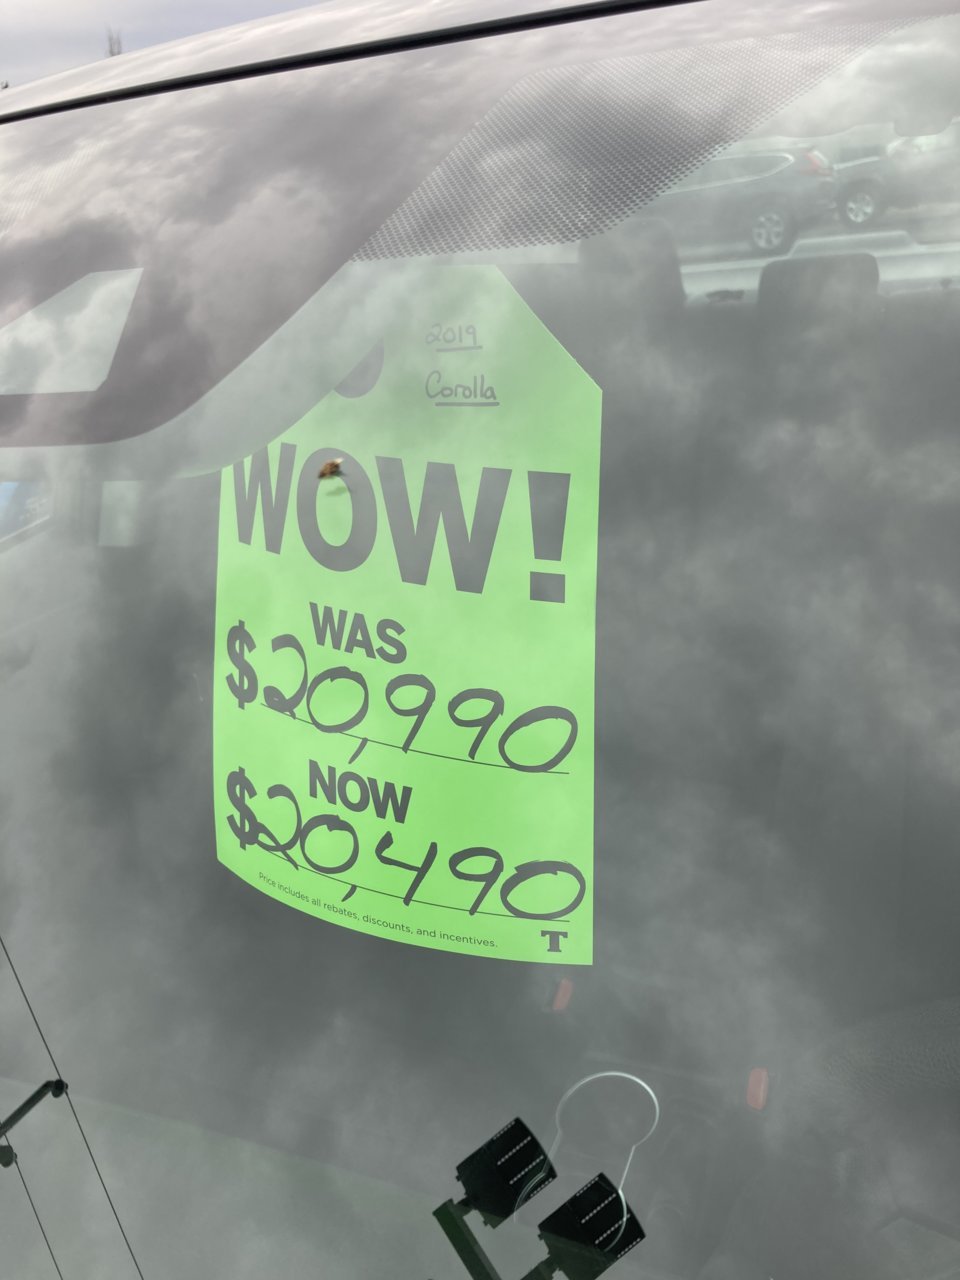 2019
Corolla
WOW!
WAS
$20,990
NOW
$20,490
Price includes all rebates, discounts, and incentives.
T